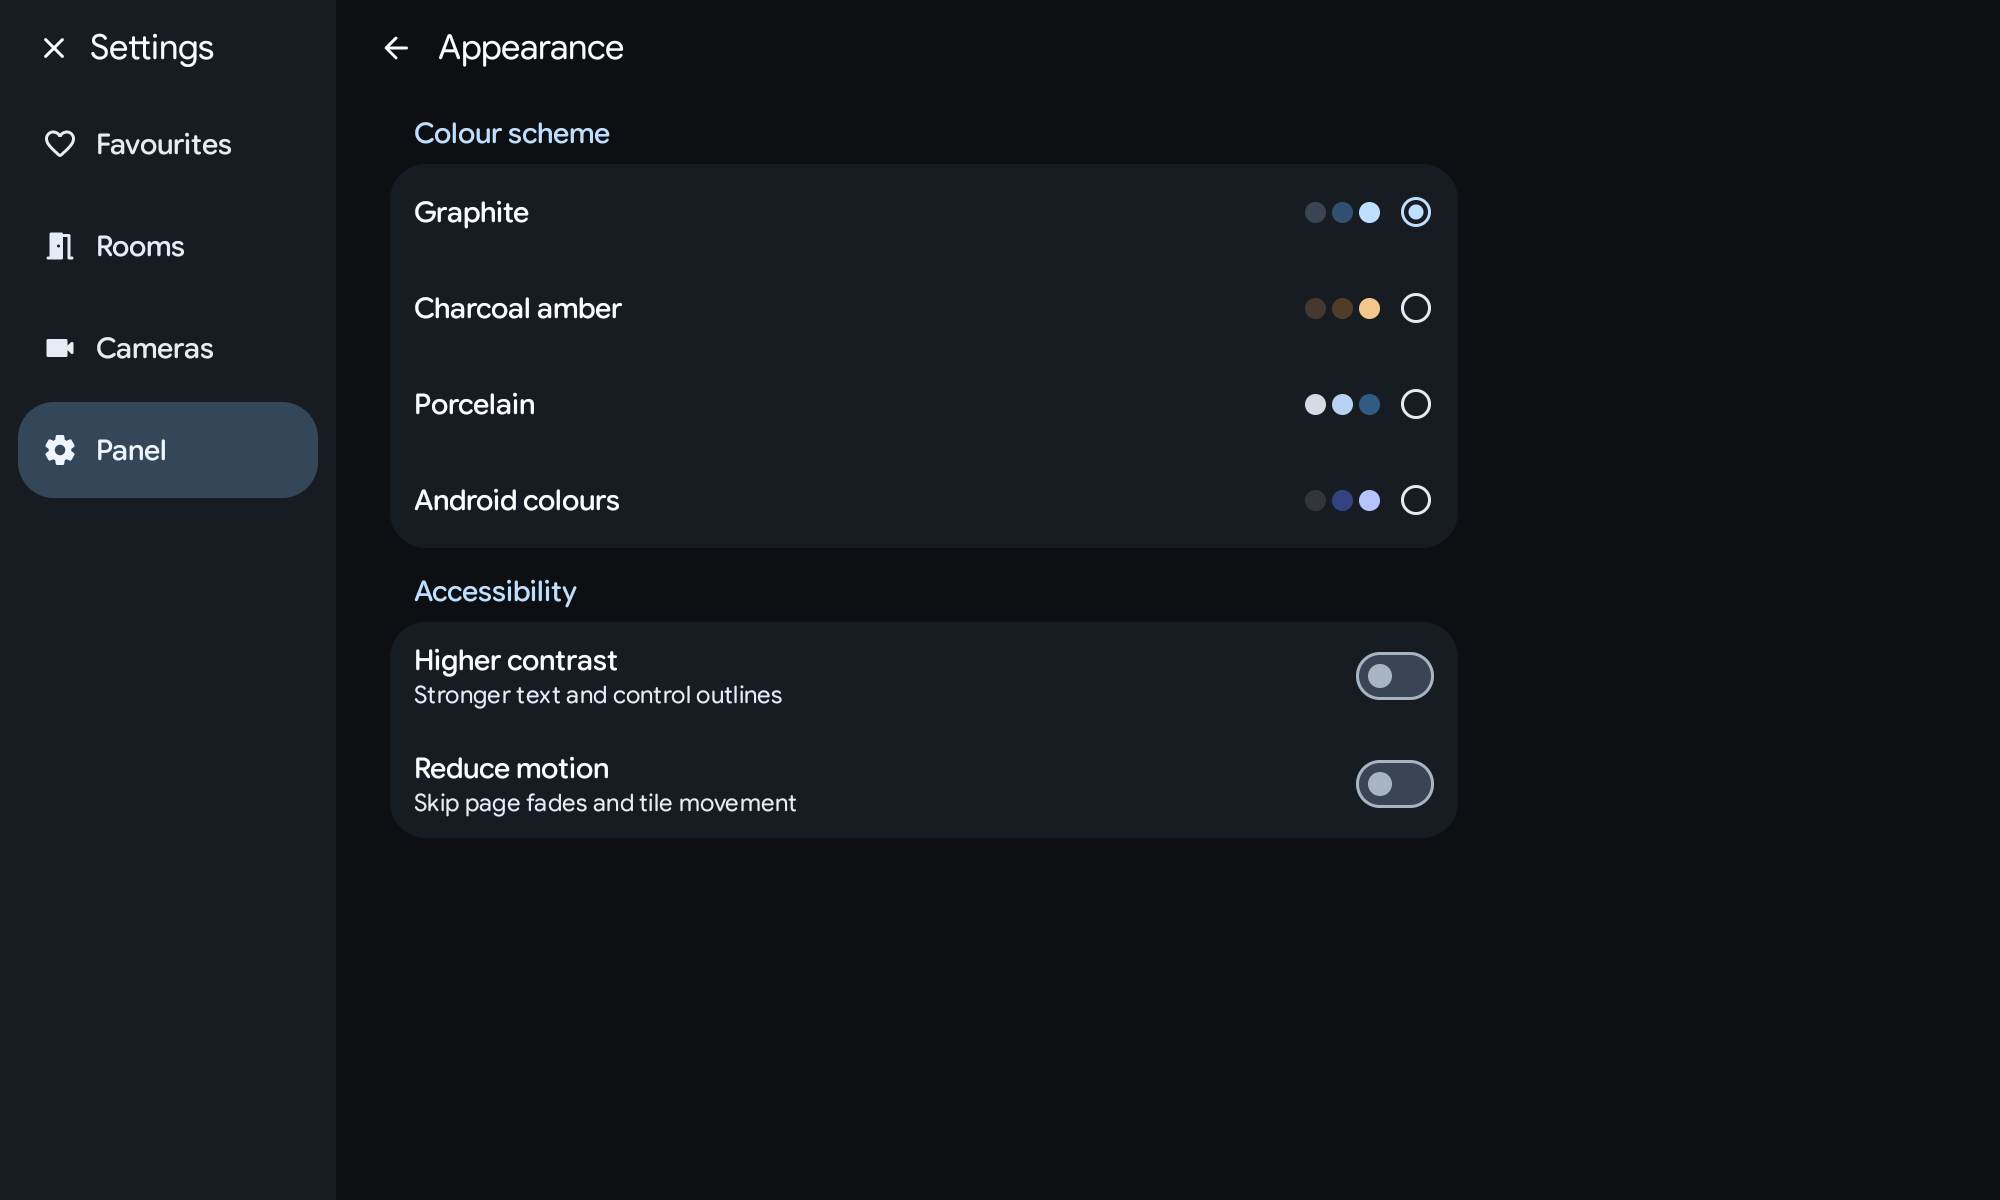 Settings
Favourites
Rooms
Cameras
Panel
Appearance
Colour scheme
Graphite
Charcoal amber
Porcelain
Android colours
Accessibility
Higher contrast
Stronger text and control outlines
Reduce motion
Skip page fades and tile movement